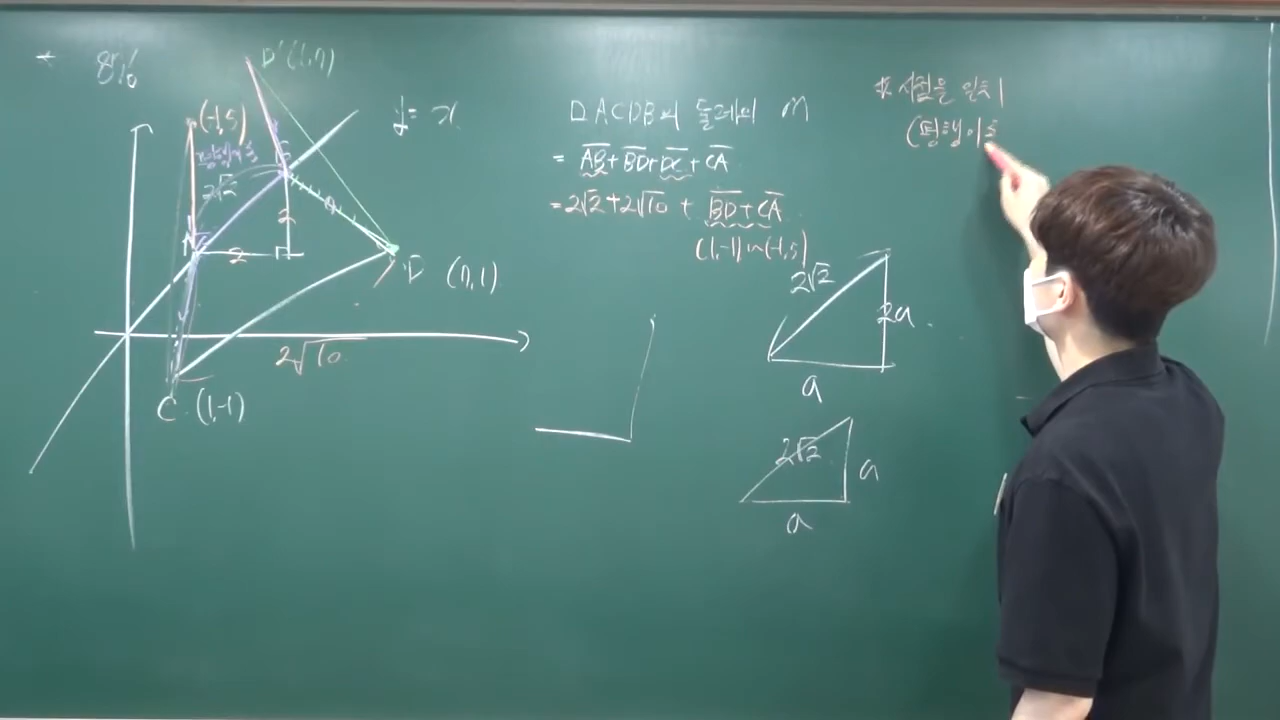 8%
D'(1,7)
(-1,5)
y=x
2√2
2
2
D (7,1)
2√10
C (1,-1)
□ACDB의 둘레의 m
= AB+BD+DC+CA
=2√2+2√10 + BD+CA
(1,-1) (-1,5)
2√2
2a
a
2√2
a
a
※ 시점을 일치
(평행이